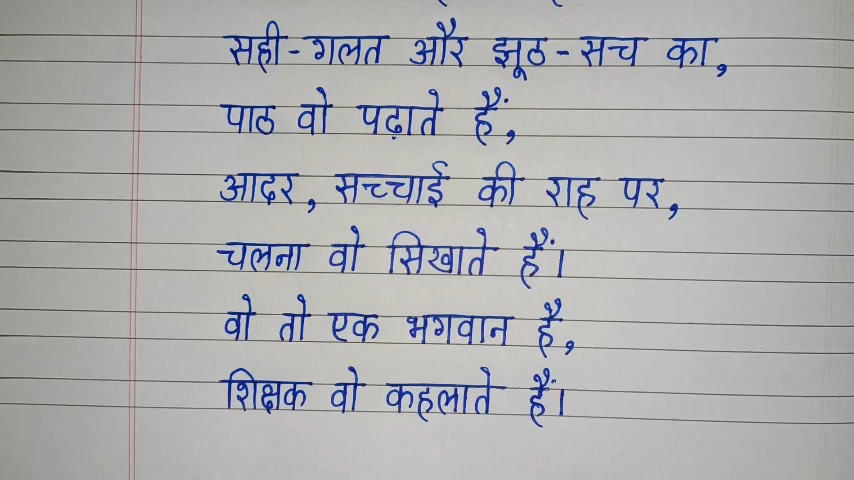 सही-गलत और झूठ-सच का,
पाठ वो पढ़ाते हैं,
आदर, सच्चाई की राह पर,
चलना वो सिखाते हैं।
वो तो एक भगवान है,
शिक्षक वो कहलाते हैं।